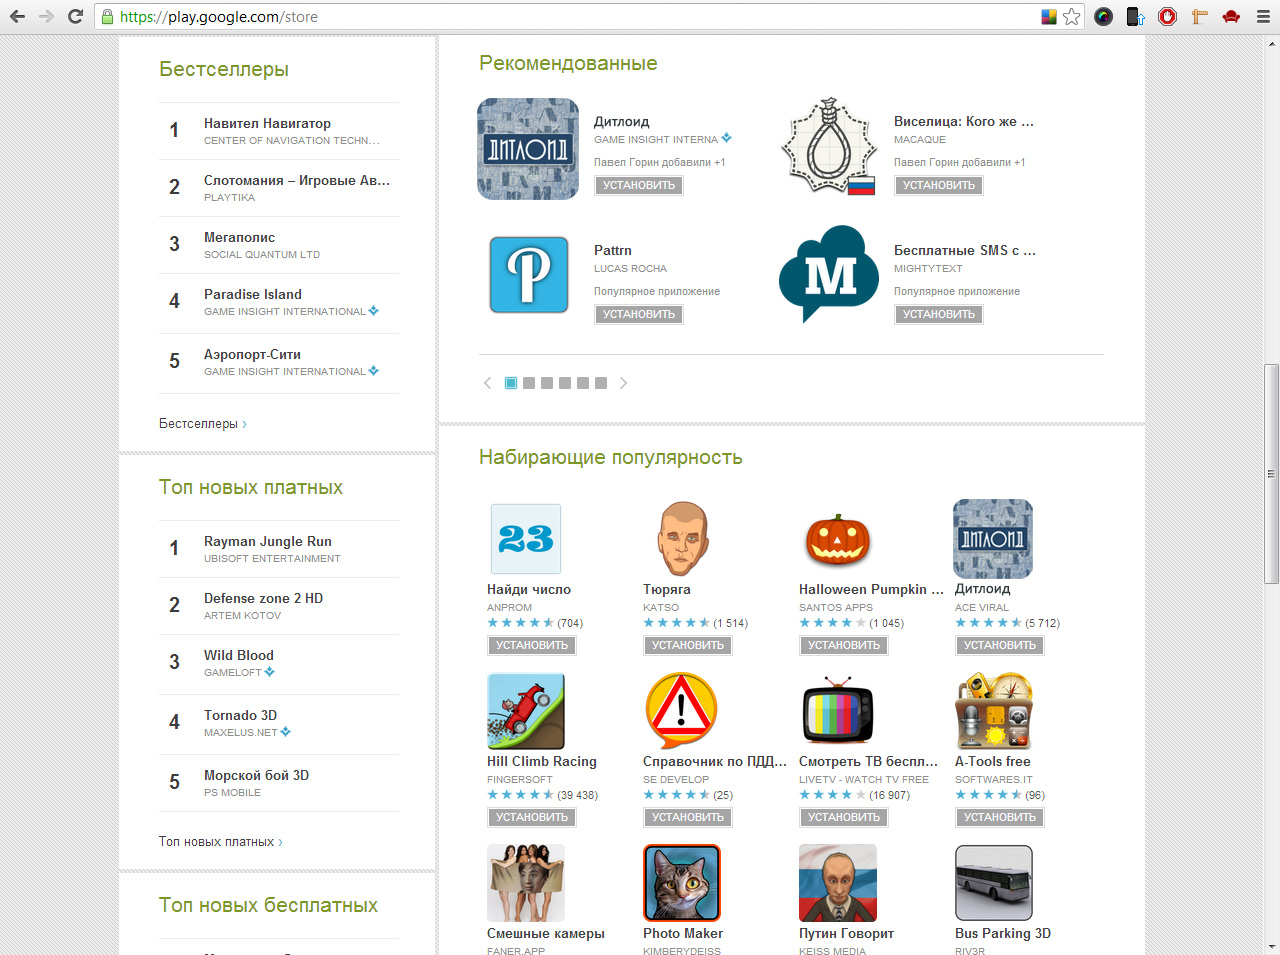 https://play.google.com/store
Бестселлеры
1
Навител Навигатор
CENTER OF NAVIGATION TECHN...
2
Слотомания – Игровые Ав...
PLAYTIKA
3
Мегаполис
SOCIAL QUANTUM LTD
4
Paradise Island
GAME INSIGHT INTERNATIONAL
5
Аэропорт-Сити
GAME INSIGHT INTERNATIONAL
Бестселлеры ›
Топ новых платных
1
Rayman Jungle Run
UBISOFT ENTERTAINMENT
2
Defense zone 2 HD
ARTEM KOTOV
3
Wild Blood
GAMELOFT
4
Tornado 3D
MAXELUS.NET
5
Морской бой 3D
PS MOBILE
Топ новых платных ›
Топ новых бесплатных
Рекомендованные
ДИТЛОИД
Дитлоид
GAME INSIGHT INTERNA
Павел Горин добавили +1
УСТАНОВИТЬ
Виселица: Кого же ...
MACAQUE
Павел Горин добавили +1
УСТАНОВИТЬ
P
Pattrn
LUCAS ROCHA
Популярное приложение
УСТАНОВИТЬ
M
Бесплатные SMS с ...
MIGHTYTEXT
Популярное приложение
УСТАНОВИТЬ
Набирающие популярность
23
Найди число
ANPROM
(704)
УСТАНОВИТЬ
Тюряга
KATSO
(1 514)
УСТАНОВИТЬ
Halloween Pumpkin ...
SANTOS APPS
(1 045)
УСТАНОВИТЬ
ДИТЛОИД
Дитлоид
ACE VIRAL
(5 712)
УСТАНОВИТЬ
Hill Climb Racing
FINGERSOFT
(39 438)
УСТАНОВИТЬ
Справочник по ПДД...
SE DEVELOP
(25)
УСТАНОВИТЬ
Смотреть ТВ беспл...
LIVETV - WATCH TV FREE
(16 907)
УСТАНОВИТЬ
A-Tools free
SOFTWARES.IT
(96)
УСТАНОВИТЬ
Смешные камеры
FANER.APP
Photo Maker
KIMBERYDEISS
Путин Говорит
KEISS MEDIA
Bus Parking 3D
RIV3R